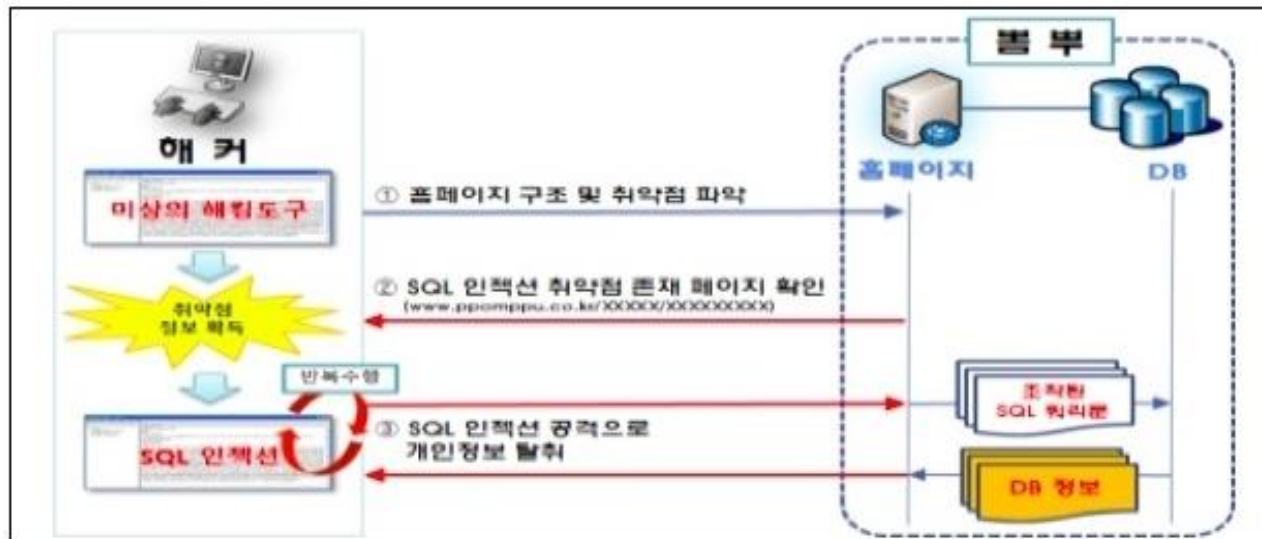 뽐뿌
해커
홈페이지
DB
미상의 해킹도구
① 홈페이지 구조 및 취약점 파악
② SQL 인젝션 취약점 존재 페이지 확인
(www.ppomppu.co.kr/XXXXX/XXXXXXXXX)
취약점
정보 획득
반복수행
조작된
SQL 쿼리문
③ SQL 인젝션 공격으로
개인정보 탈취
SQL 인젝션
DB 정보